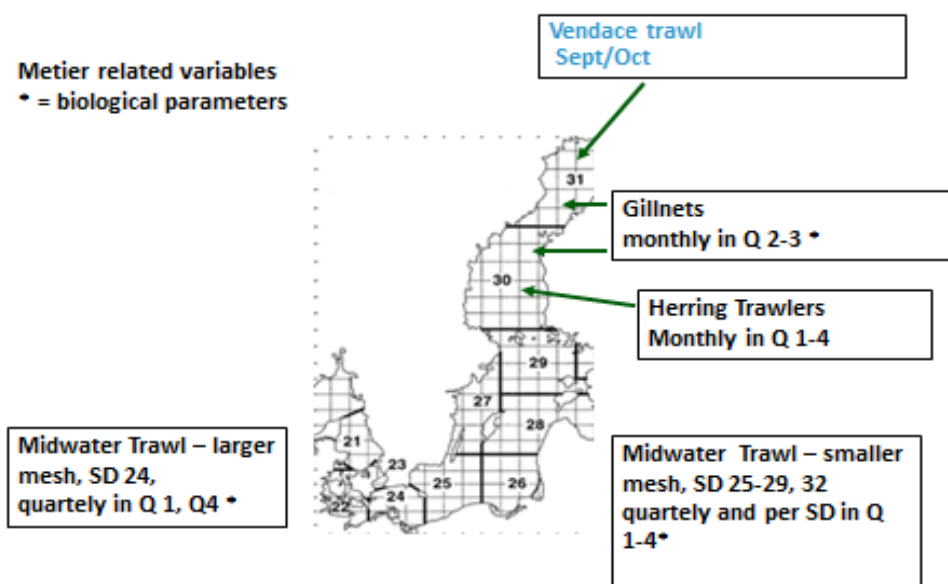 Vendace trawl
Sept/Oct
Metier related variables
* = biological parameters
31
Gillnets
monthly in Q 2-3 *
30
Herring Trawlers
Monthly in Q 1-4
29
27
28
Midwater Trawl – larger
mesh, SD 24,
quartely in Q 1, Q4 *
21
23
25
26
24
22
Midwater Trawl – smaller
mesh, SD 25-29, 32
quartely and per SD in Q
1-4*